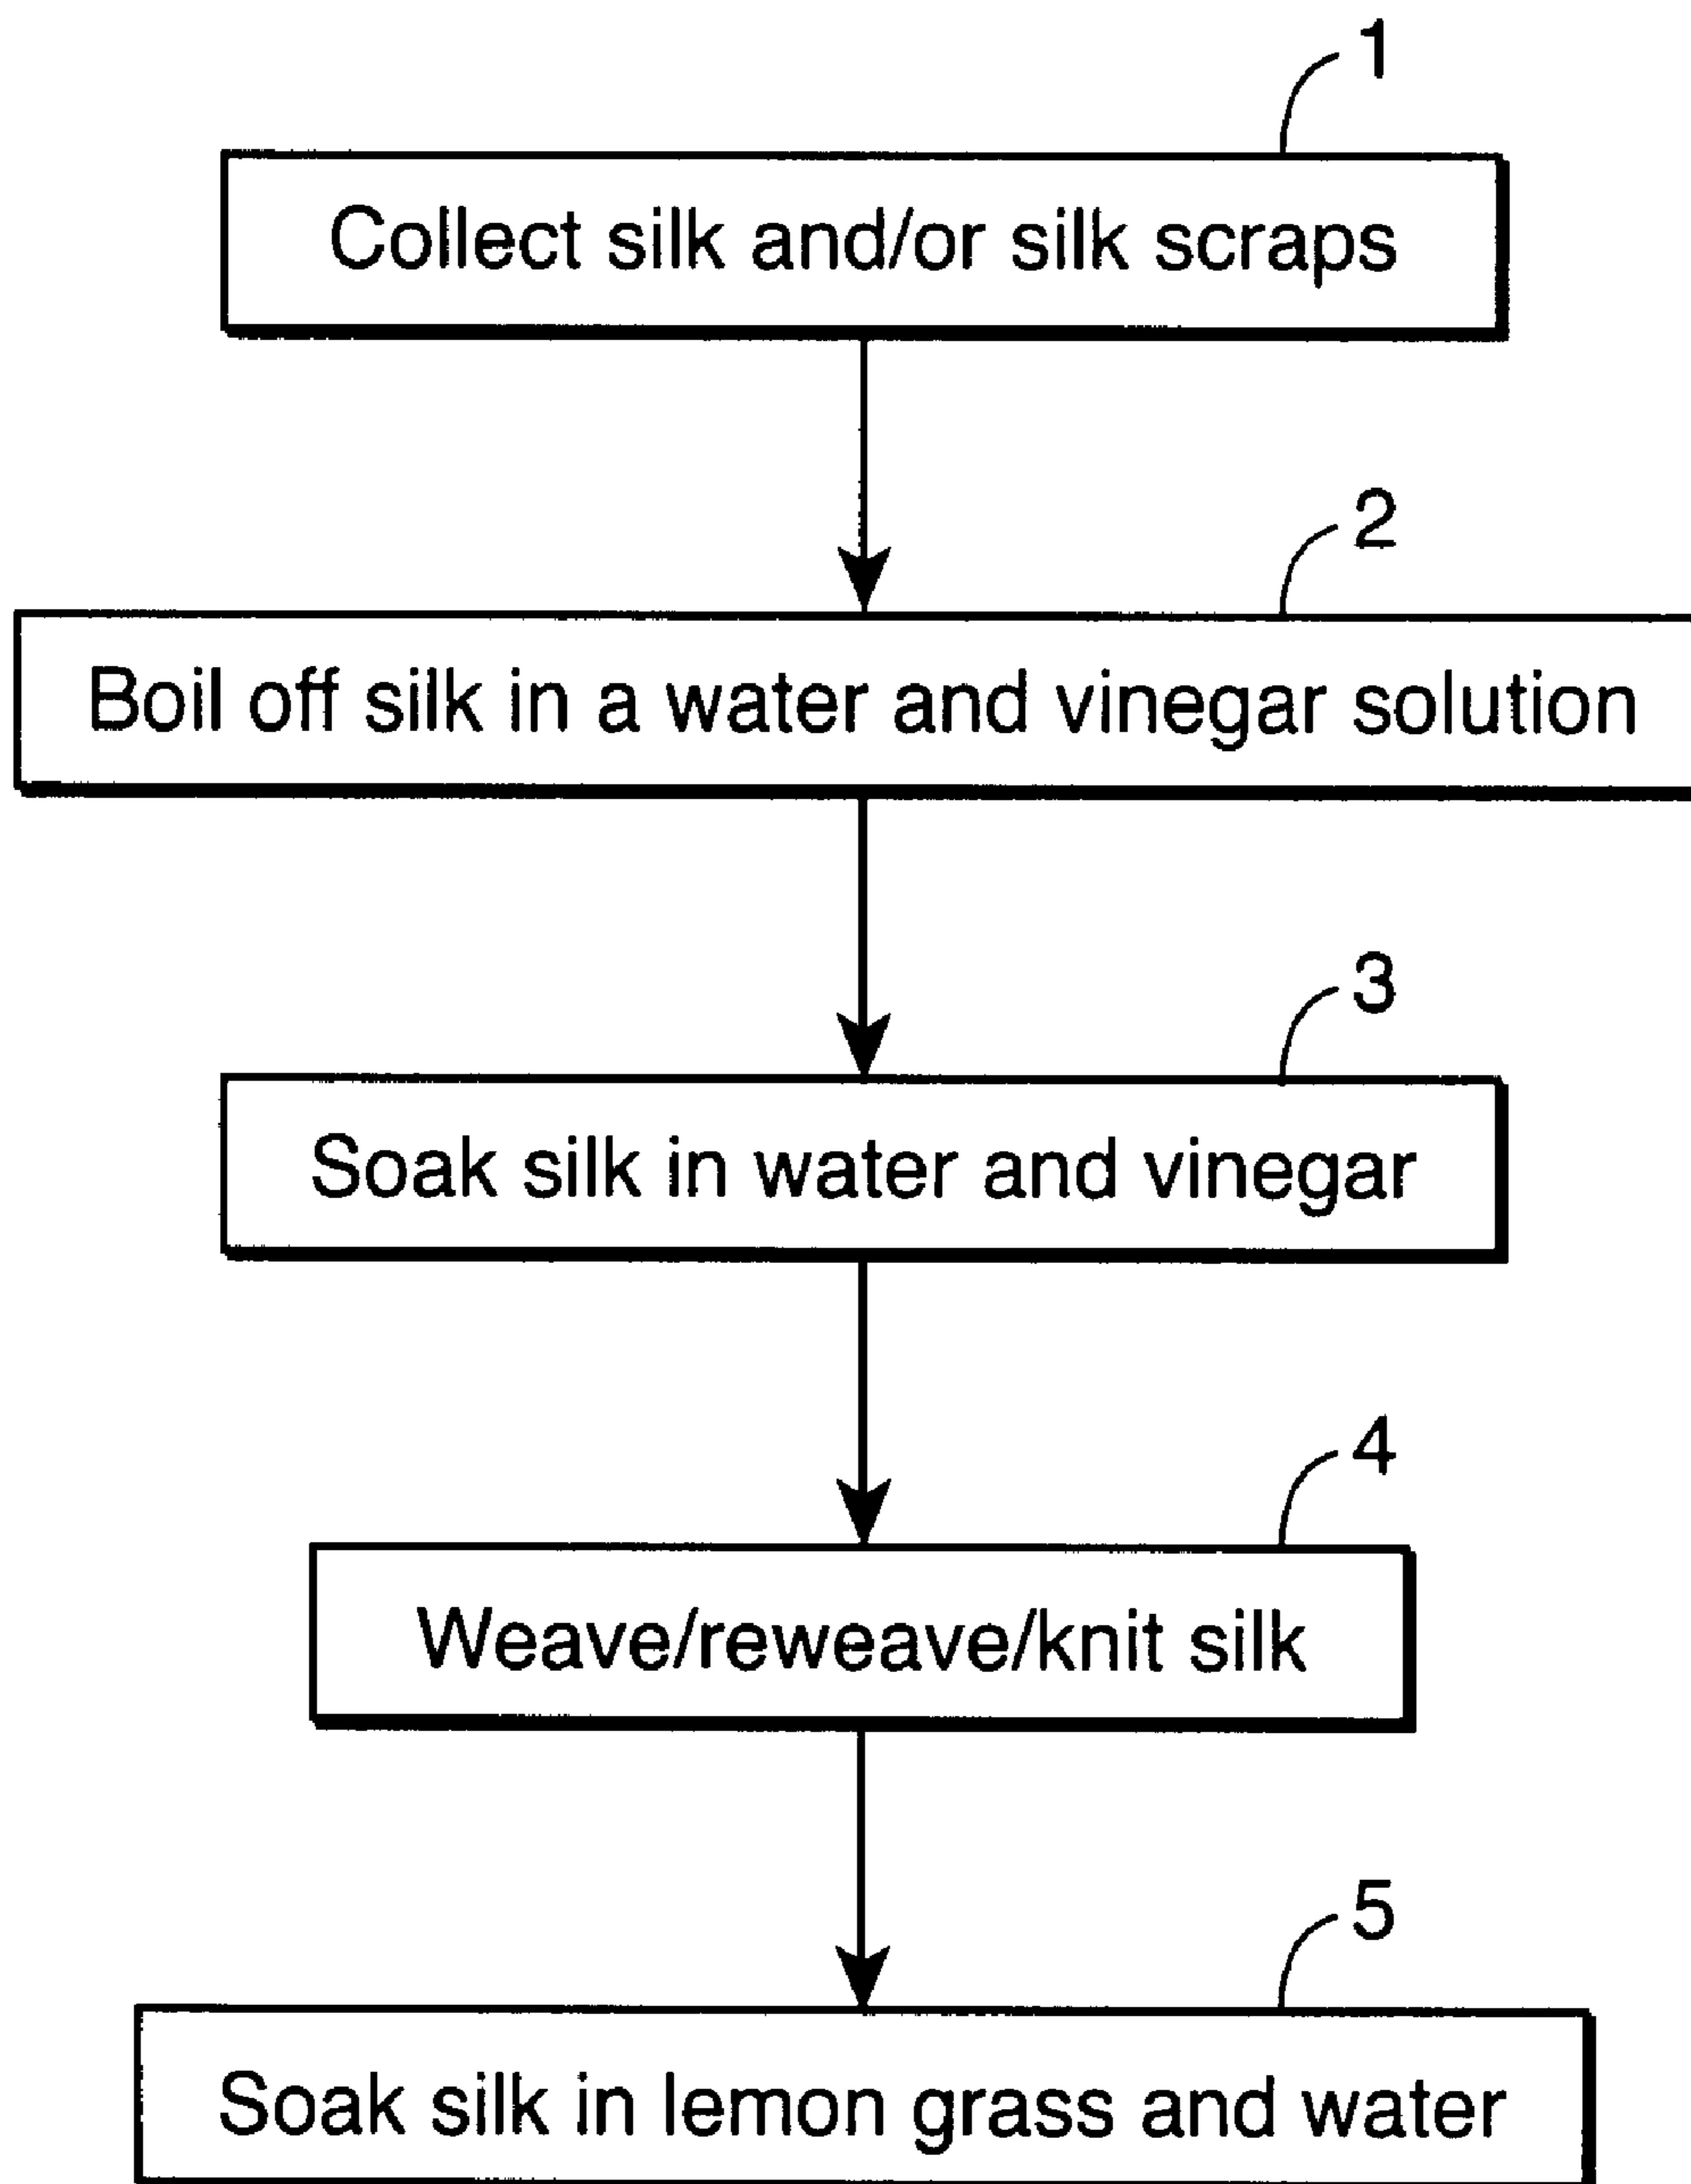 1
Collect silk and/or silk scraps
2
Boil off silk in a water and vinegar solution
3
Soak silk in water and vinegar
4
Weave/reweave/knit silk
5
Soak silk in lemon grass and water